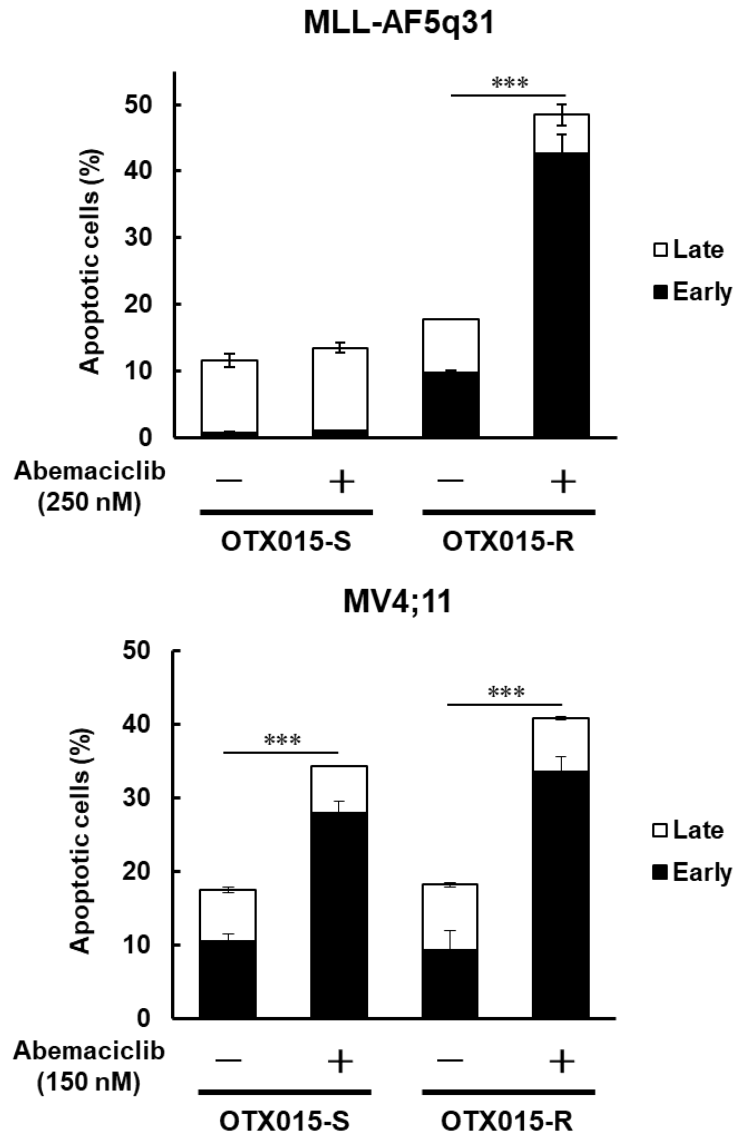 MLL-AF5q31
Apoptotic cells (%)
50
40
30
20
10
0
***
Late
Early
Abemaciclib
(250 nM)
− + − +
OTX015-S OTX015-R
MV4;11
Apoptotic cells (%)
50
40
30
20
10
0
*** ***
Late
Early
Abemaciclib
(150 nM)
− + − +
OTX015-S OTX015-R